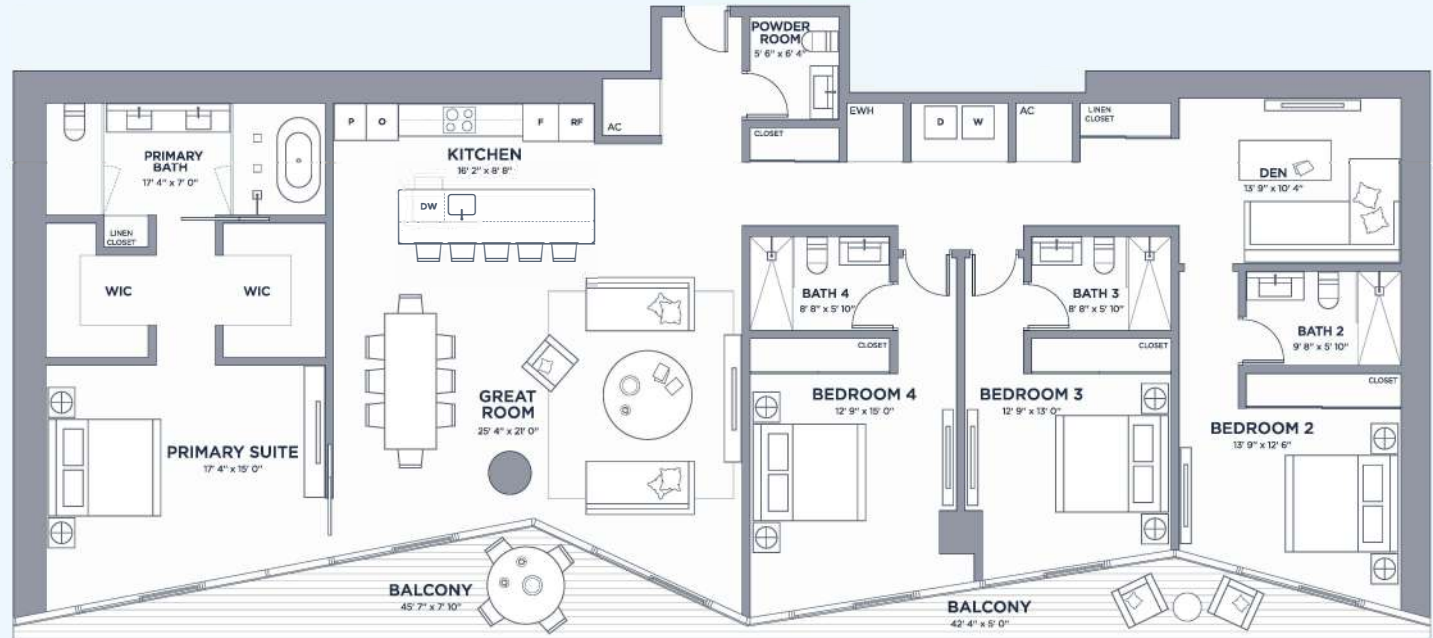 POWDER
ROOM
5' 6" x 6' 4"
P
O
F
RF
AC
KITCHEN
16' 2" x 8' 8"
DW
PRIMARY
BATH
17' 4" x 7' 0"
LINEN
CLOSET
WIC
WIC
CLOSET
EWH
D
W
AC
LINEN
CLOSET
DEN
13' 9" x 10' 4"
BATH 4
8' 8" x 5' 10"
BATH 3
8' 8" x 5' 10"
BATH 2
9' 8" x 5' 10"
CLOSET
CLOSET
CLOSET
GREAT
ROOM
25' 4" x 21' 0"
PRIMARY SUITE
17' 4" x 15' 0"
BEDROOM 4
12' 9" x 15' 0"
BEDROOM 3
12' 9" x 13' 0"
BEDROOM 2
13' 9" x 12' 6"
BALCONY
45' 7" x 7' 10"
BALCONY
42' 4" x 5' 0"